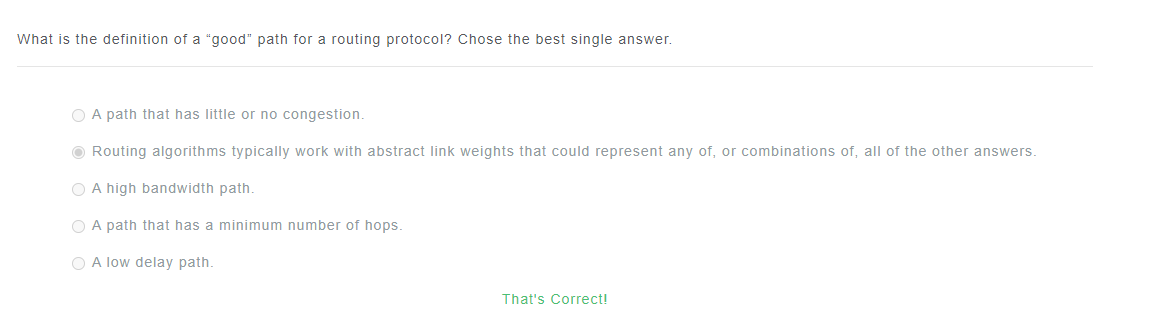 What is the definition of a “good” path for a routing protocol? Chose the best single answer.
A path that has little or no congestion.
Routing algorithms typically work with abstract link weights that could represent any of, or combinations of, all of the other answers.
A high bandwidth path.
A path that has a minimum number of hops.
A low delay path.
That's Correct!